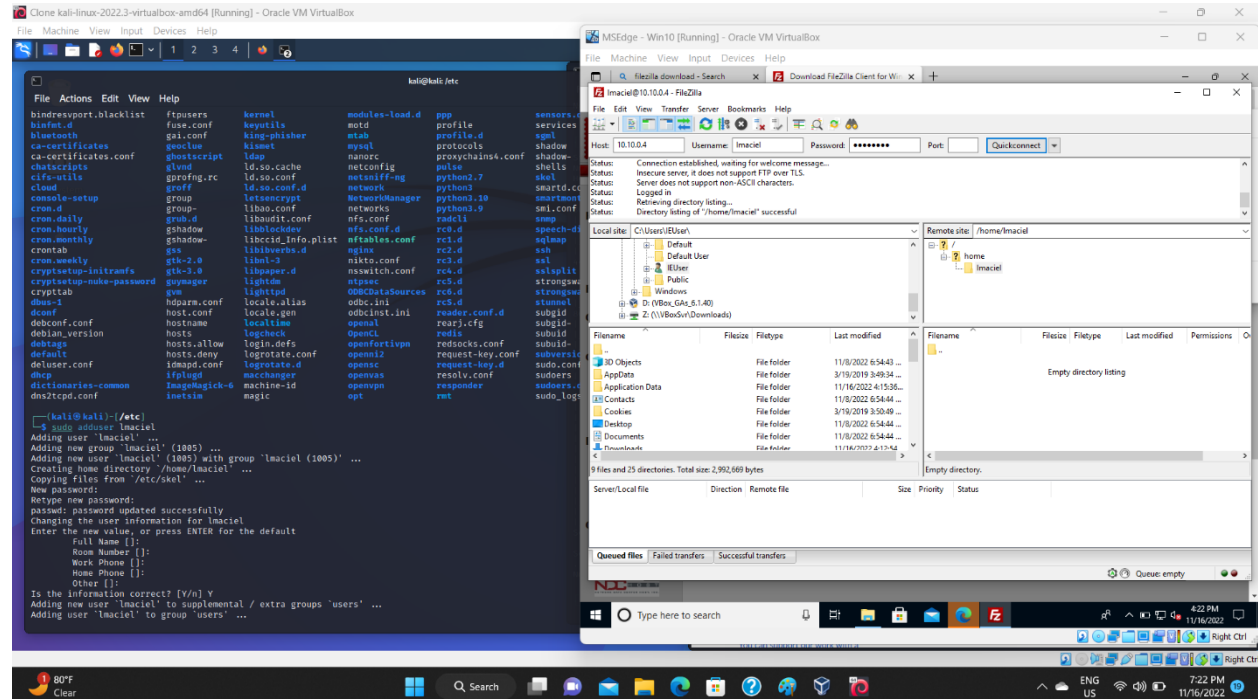 Clone kali-linux-2022.3-virtualbox-amd64 [Running] - Oracle VM VirtualBox
File Machine View Input Devices Help
1 2 3 4
kali@kali: /etc
File Actions Edit View Help
bindresvport.blacklist ftpusers kernel modules-load.d ppp sensors.
binfmt.d fuse.conf keyutils motd profile services
bluetooth gai.conf king-phisher mtab profile.d sgml
ca-certificates geoclue kismet mysql protocols shadow
ca-certificates.conf ghostscript ldap nanorc proxychains4.conf shadow-
chatscripts glvnd ld.so.cache netconfig pulse shells
cifs-utils gprofng.rc ld.so.conf netsniff-ng python2.7 skel
cloud groff ld.so.conf.d network python3 smartd.co
console-setup group letsencrypt NetworkManager python3.10 smartmont
cron.d group- libao.conf networks python3.9 smi.conf
cron.daily grub.d libaudit.conf nfs.conf radcli snmp
cron.hourly gshadow libblockdev nfs.conf.d rc0.d speech-di
cron.monthly gshadow- libccid_Info.plist nftables.conf rc1.d sqlmap
crontab gss libibverbs.d nginx rc2.d ssh
cron.weekly gtk-2.0 libnl-3 nikto.conf rc3.d ssl
cryptsetup-initramfs gtk-3.0 libpaper.d nsswitch.conf rc4.d sslsplit
cryptsetup-nuke-password guymager lightdm ntpsec rc5.d strongswa
crypttab gvm lighttpd ODBCDataSources rc6.d strongswa
dbus-1 hdparm.conf locale.alias odbc.ini rcS.d stunnel
dconf host.conf locale.gen odbcinst.ini reader.conf.d subgid
debconf.conf hostname localtime openal rearj.cfg subgid-
debian_version hosts logcheck OpenCL redis subuid
debtags hosts.allow login.defs openfortivpn redsocks.conf subuid-
default hosts.deny logrotate.conf openni2 request-key.conf subversio
deluser.conf idmapd.conf logrotate.d opensc request-key.d sudo.conf
dhcp ifplugd macchanger openvas resolv.conf sudoers
dictionaries-common ImageMagick-6 machine-id openvpn responder sudoers.d
dns2tcpd.conf inetsim magic opt rmt sudo_logs
(kali㉿kali)-[/etc]
$ sudo adduser lmaciel
Adding user `lmaciel' ...
Adding new group `lmaciel' (1005) ...
Adding new user `lmaciel' (1005) with group `lmaciel (1005)' ...
Creating home directory `/home/lmaciel' ...
Copying files from `/etc/skel' ...
New password:
Retype new password:
passwd: password updated successfully
Changing the user information for lmaciel
Enter the new value, or press ENTER for the default
Full Name []:
Room Number []:
Work Phone []:
Home Phone []:
Other []:
Is the information correct? [Y/n] Y
Adding new user `lmaciel' to supplemental / extra groups `users' ...
Adding user `lmaciel' to group `users' ...
MSEdge - Win10 [Running] - Oracle VM VirtualBox
File Machine View Input Devices Help
filezilla download - Search
Download FileZilla Client for Win
lmaciel@10.10.0.4 - FileZilla
File Edit View Transfer Server Bookmarks Help
Host: 10.10.0.4 Username: lmaciel Password: ●●●●●●●● Port: Quickconnect
Status: Connection established, waiting for welcome message...
Status: Insecure server, it does not support FTP over TLS.
Status: Server does not support non-ASCII characters.
Status: Logged in
Status: Retrieving directory listing...
Status: Directory listing of "/home/lmaciel" successful
Local site: C:\Users\IEUser\
Default
Default User
IEUser
Public
Windows
D: (VBox_GAs_6.1.40)
Z: (\\VBoxSvr\Downloads)
Remote site: /home/lmaciel
/
home
lmaciel
Filename Filesize Filetype Last modified
..
3D Objects File folder 11/8/2022 6:54:43 ...
AppData File folder 3/19/2019 3:49:34 ...
Application Data File folder 11/16/2022 4:15:36...
Contacts File folder 11/8/2022 6:54:44 ...
Cookies File folder 3/19/2019 3:50:49 ...
Desktop File folder 11/8/2022 6:54:44 ...
Documents File folder 11/8/2022 6:54:44 ...
Downloads File folder 11/16/2022 4:12:54
9 files and 25 directories. Total size: 2,992,669 bytes
Filename Filesize Filetype Last modified Permissions O
..
Empty directory listing
Empty directory.
Server/Local file Direction Remote file Size Priority Status
Queued files Failed transfers Successful transfers
Queue: empty
Type here to search
4:22 PM
11/16/2022
Right Ctrl
Right Ctr
80°F
Clear
1
Search
ENG
US
7:22 PM
11/16/2022
19